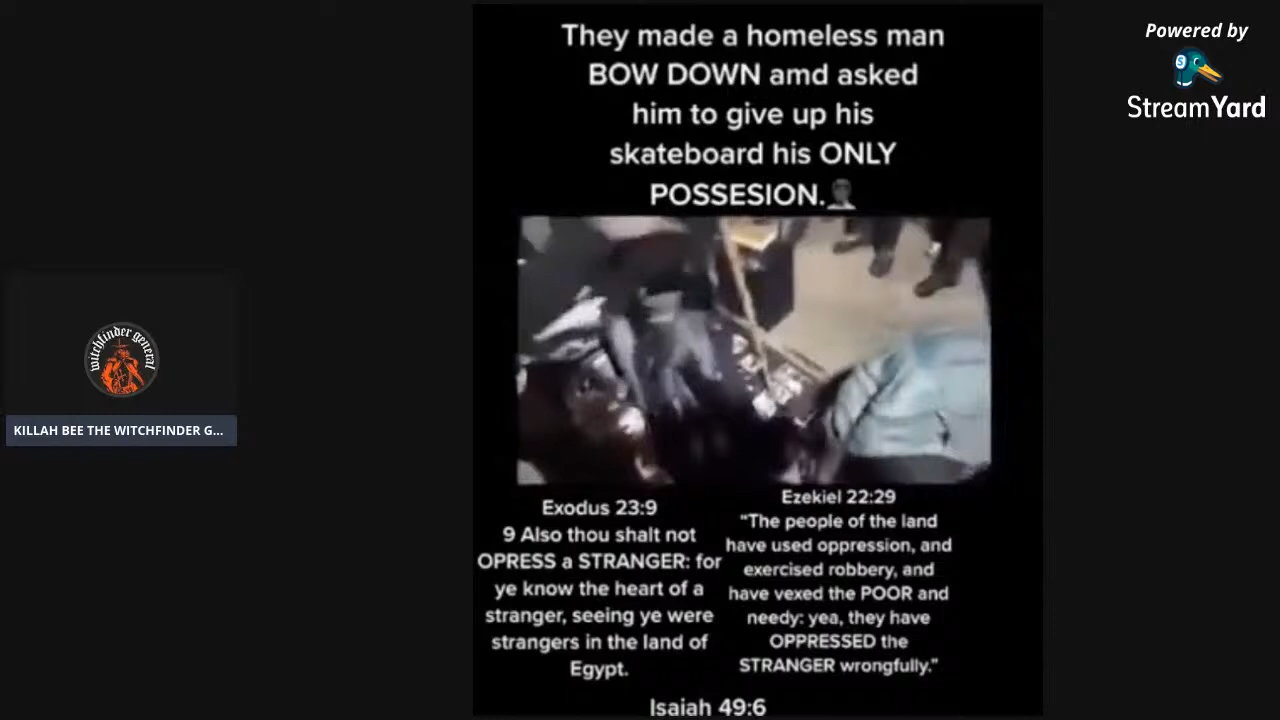 They made a homeless man
BOW DOWN amd asked
him to give up his
skateboard his ONLY
POSSESION.
Powered by
StreamYard
witchfinder general
KILLAH BEE THE WITCHFINDER G...
Exodus 23:9
9 Also thou shalt not
OPRESS a STRANGER: for
ye know the heart of a
stranger, seeing ye were
strangers in the land of
Egypt.
Ezekiel 22:29
"The people of the land
have used oppression, and
exercised robbery, and
have vexed the POOR and
needy: yea, they have
OPPRESSED the
STRANGER wrongfully."
Isaiah 49:6